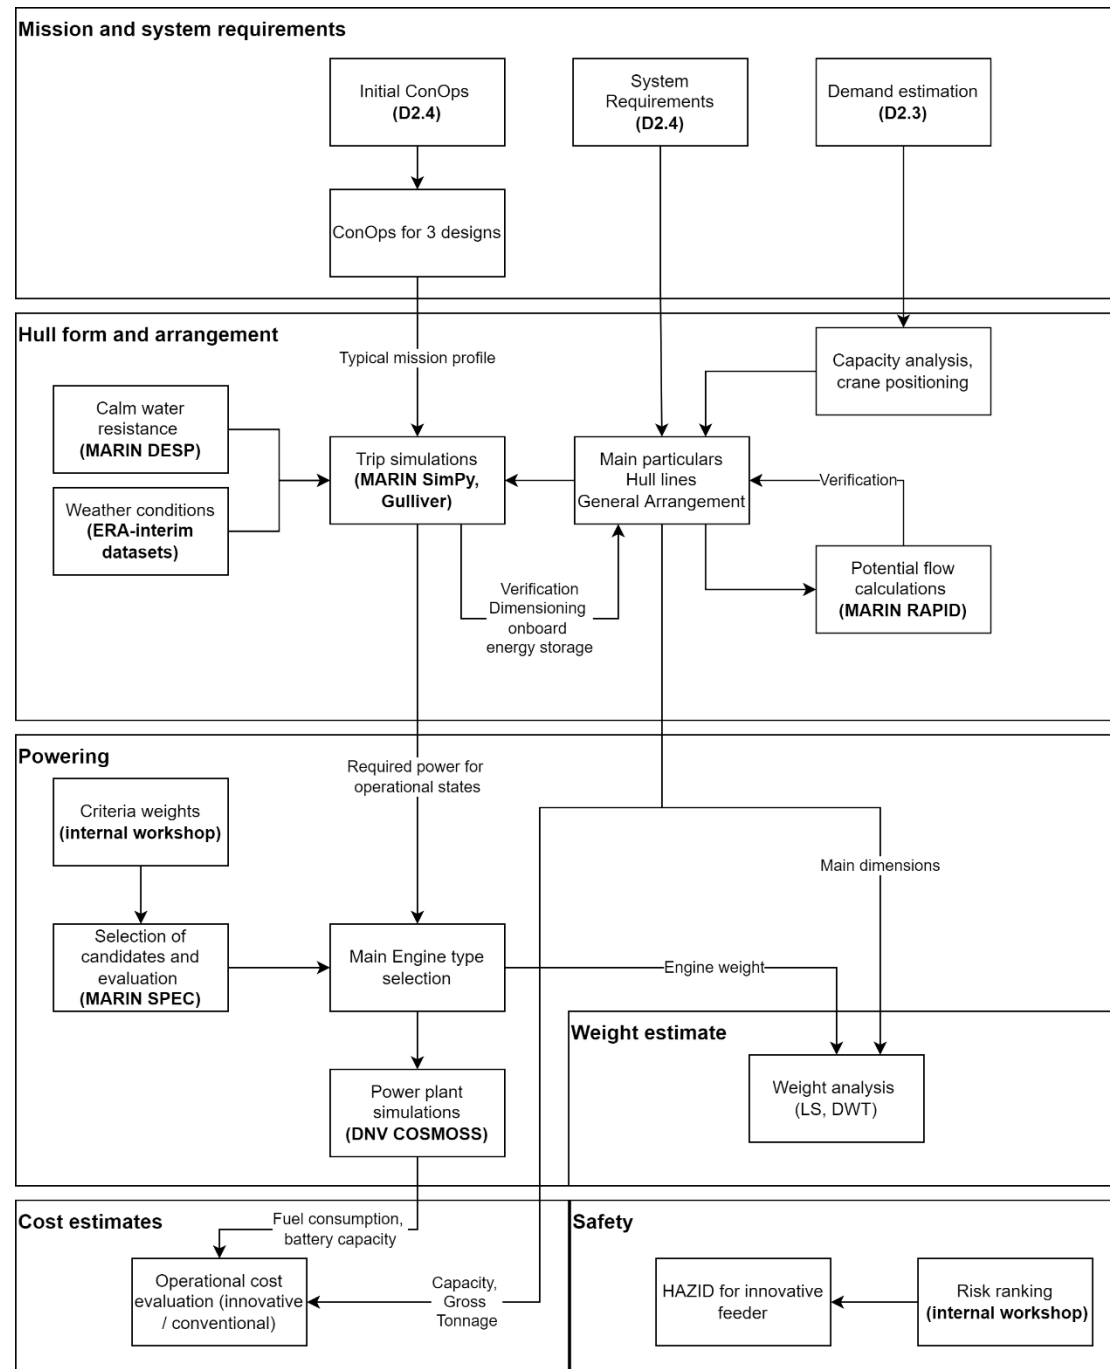 Mission and system requirements
Initial ConOps
(D2.4)
System
Requirements
(D2.4)
Demand estimation
(D2.3)
ConOps for 3 designs
Hull form and arrangement
Typical mission profile
Capacity analysis,
crane positioning
Calm water
resistance
(MARIN DESP)
Trip simulations
(MARIN SimPy,
Gulliver)
Main particulars
Hull lines
General Arrangement
Verification
Weather conditions
(ERA-interim
datasets)
Verification
Dimensioning
onboard
energy storage
Potential flow
calculations
(MARIN RAPID)
Powering
Required power for
operational states
Criteria weights
(internal workshop)
Main dimensions
Selection of
candidates and
evaluation
(MARIN SPEC)
Main Engine type
selection
Engine weight
Weight estimate
Power plant
simulations
(DNV COSMOSS)
Weight analysis
(LS, DWT)
Cost estimates
Fuel consumption,
battery capacity
Operational cost
evaluation (innovative
/ conventional)
Capacity,
Gross
Tonnage
Safety
HAZID for innovative
feeder
Risk ranking
(internal workshop)